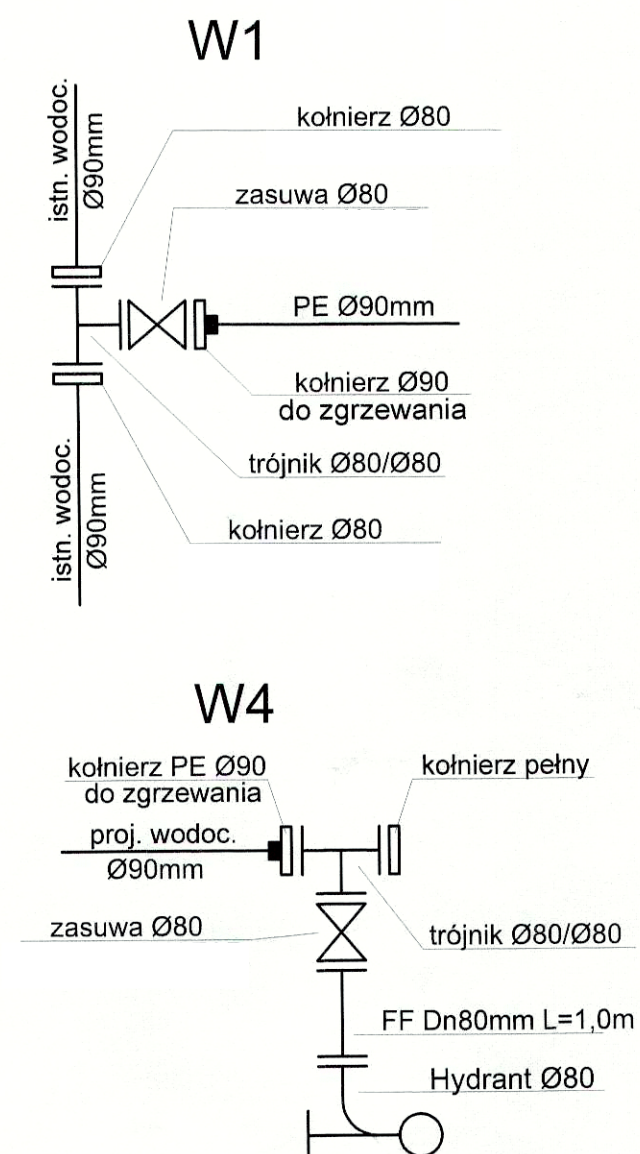 W1
istn. wodoc.
Ø90mm
kołnierz Ø80
zasuwa Ø80
PE Ø90mm
kołnierz Ø90
do zgrzewania
trójnik Ø80/Ø80
kołnierz Ø80
istn. wodoc.
Ø90mm
W4
kołnierz PE Ø90
do zgrzewania
kołnierz pełny
proj. wodoc.
Ø90mm
zasuwa Ø80
trójnik Ø80/Ø80
FF Dn80mm L=1,0m
Hydrant Ø80